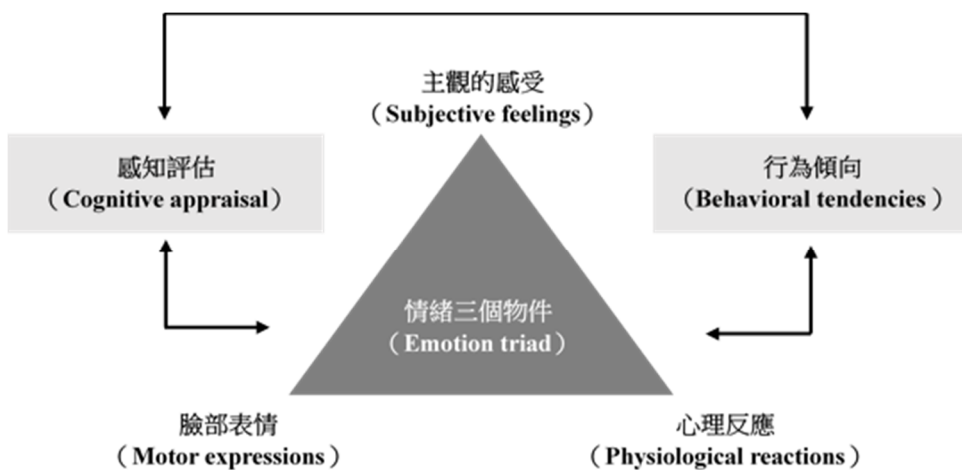 主觀的感受
（Subjective feelings）
感知評估
（Cognitive appraisal）
行為傾向
（Behavioral tendencies）
情緒三個物件
（Emotion triad）
臉部表情
（Motor expressions）
心理反應
（Physiological reactions）